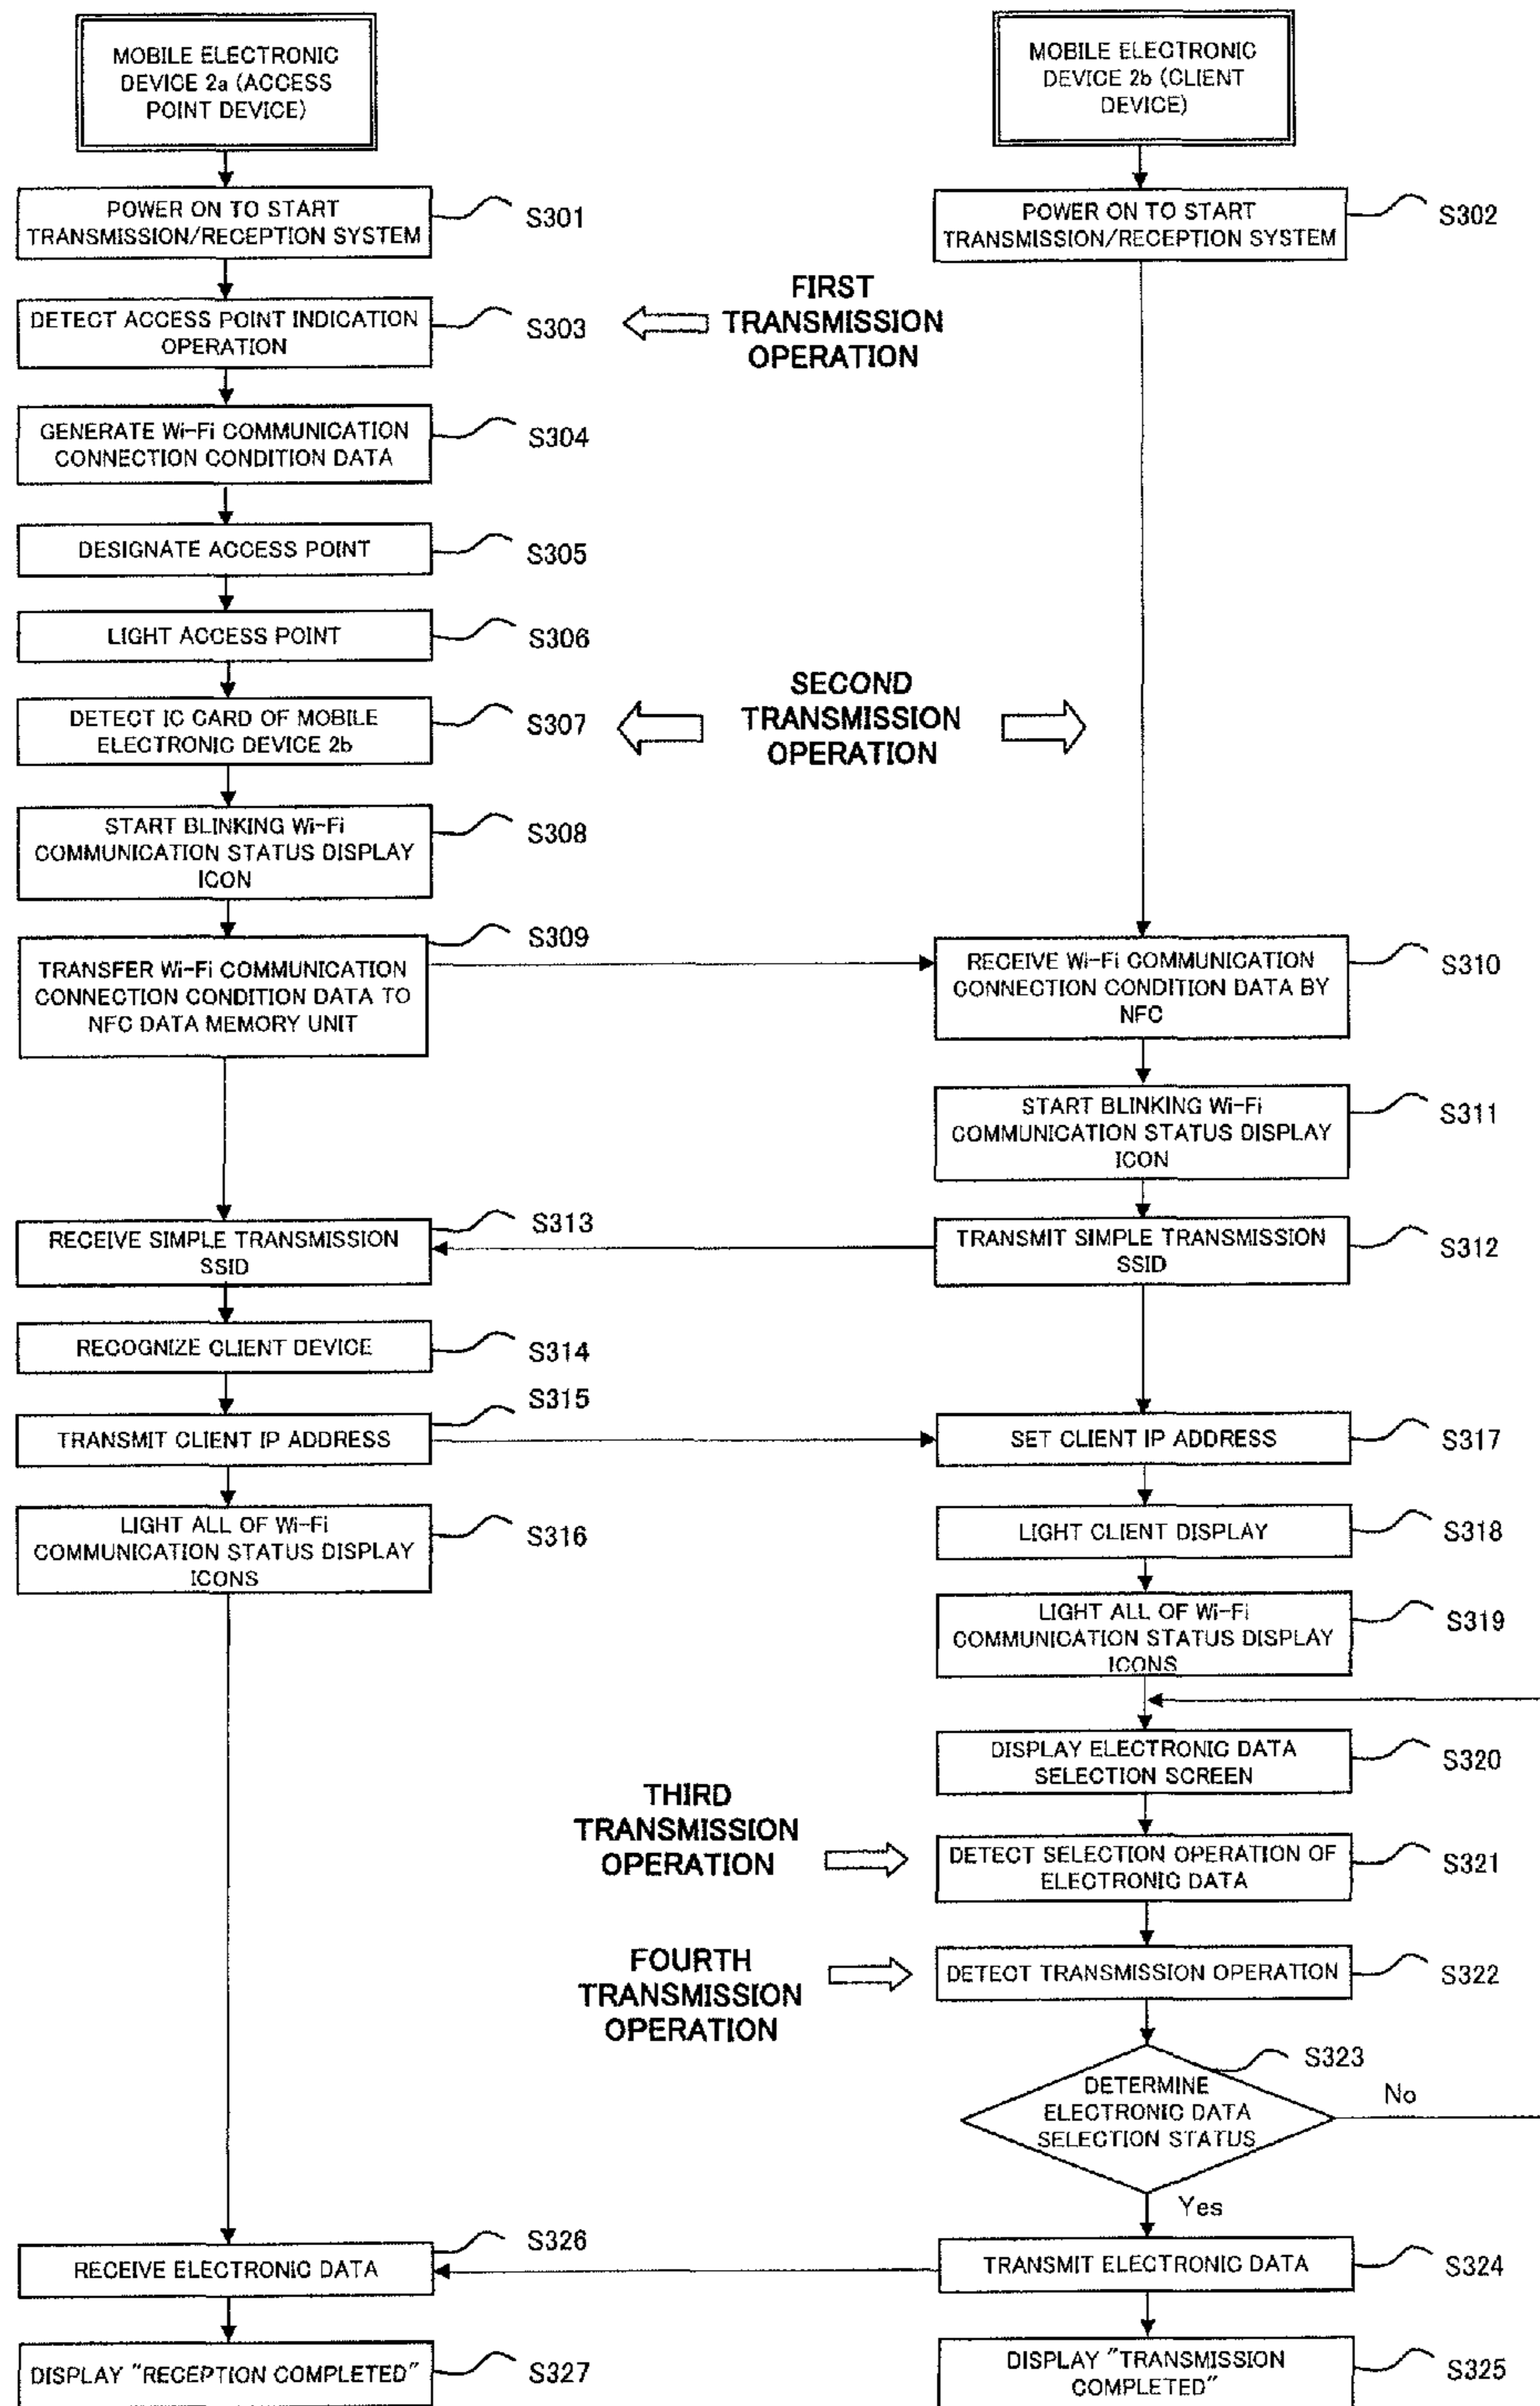 MOBILE ELECTRONIC
DEVICE 2a (ACCESS
POINT DEVICE)
MOBILE ELECTRONIC
DEVICE 2b (CLIENT
DEVICE)
POWER ON TO START
TRANSMISSION/RECEPTION SYSTEM
S301
POWER ON TO START
TRANSMISSION/RECEPTION SYSTEM
S302
DETECT ACCESS POINT INDICATION
OPERATION
S303
FIRST
TRANSMISSION
OPERATION
GENERATE Wi-Fi COMMUNICATION
CONNECTION CONDITION DATA
S304
DESIGNATE ACCESS POINT
S305
LIGHT ACCESS POINT
S306
DETECT IC CARD OF MOBILE
ELECTRONIC DEVICE 2b
S307
SECOND
TRANSMISSION
OPERATION
START BLINKING Wi-Fi
COMMUNICATION STATUS DISPLAY
ICON
S308
TRANSFER Wi-Fi COMMUNICATION
CONNECTION CONDITION DATA TO
NFC DATA MEMORY UNIT
S309
RECEIVE Wi-Fi COMMUNICATION
CONNECTION CONDITION DATA BY
NFC
S310
START BLINKING Wi-Fi
COMMUNICATION STATUS DISPLAY
ICON
S311
RECEIVE SIMPLE TRANSMISSION
SSID
S313
TRANSMIT SIMPLE TRANSMISSION
SSID
S312
RECOGNIZE CLIENT DEVICE
S314
TRANSMIT CLIENT IP ADDRESS
S315
SET CLIENT IP ADDRESS
S317
LIGHT ALL OF Wi-Fi
COMMUNICATION STATUS DISPLAY
ICONS
S316
LIGHT CLIENT DISPLAY
S318
LIGHT ALL OF Wi-Fi
COMMUNICATION STATUS DISPLAY
ICONS
S319
DISPLAY ELECTRONIC DATA
SELECTION SCREEN
S320
THIRD
TRANSMISSION
OPERATION
DETECT SELECTION OPERATION OF
ELECTRONIC DATA
S321
FOURTH
TRANSMISSION
OPERATION
DETECT TRANSMISSION OPERATION
S322
DETERMINE
ELECTRONIC DATA
SELECTION STATUS
S323
No
Yes
RECEIVE ELECTRONIC DATA
S326
TRANSMIT ELECTRONIC DATA
S324
DISPLAY "RECEPTION COMPLETED"
S327
DISPLAY "TRANSMISSION
COMPLETED"
S325